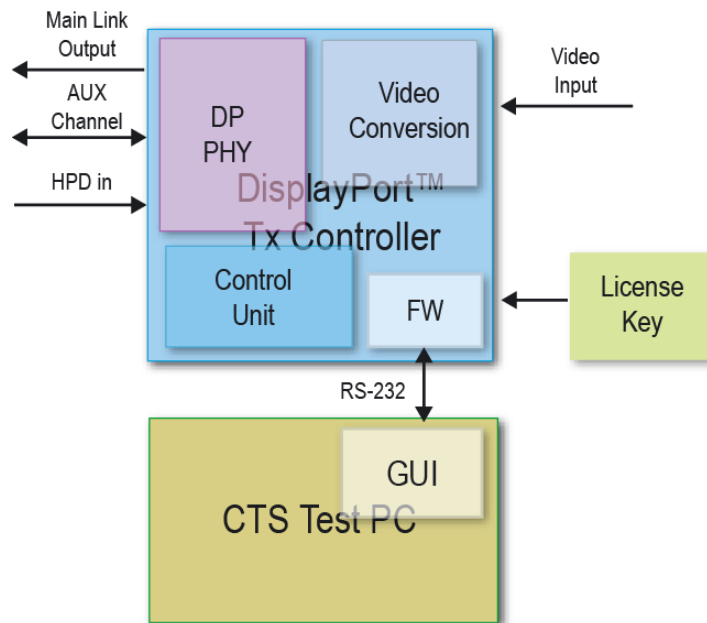 Main Link
Output
AUX
Channel
HPD in
DP
PHY
Video
Conversion
Video
Input
DisplayPort™
Tx Controller
Control
Unit
FW
License
Key
RS-232
GUI
CTS Test PC